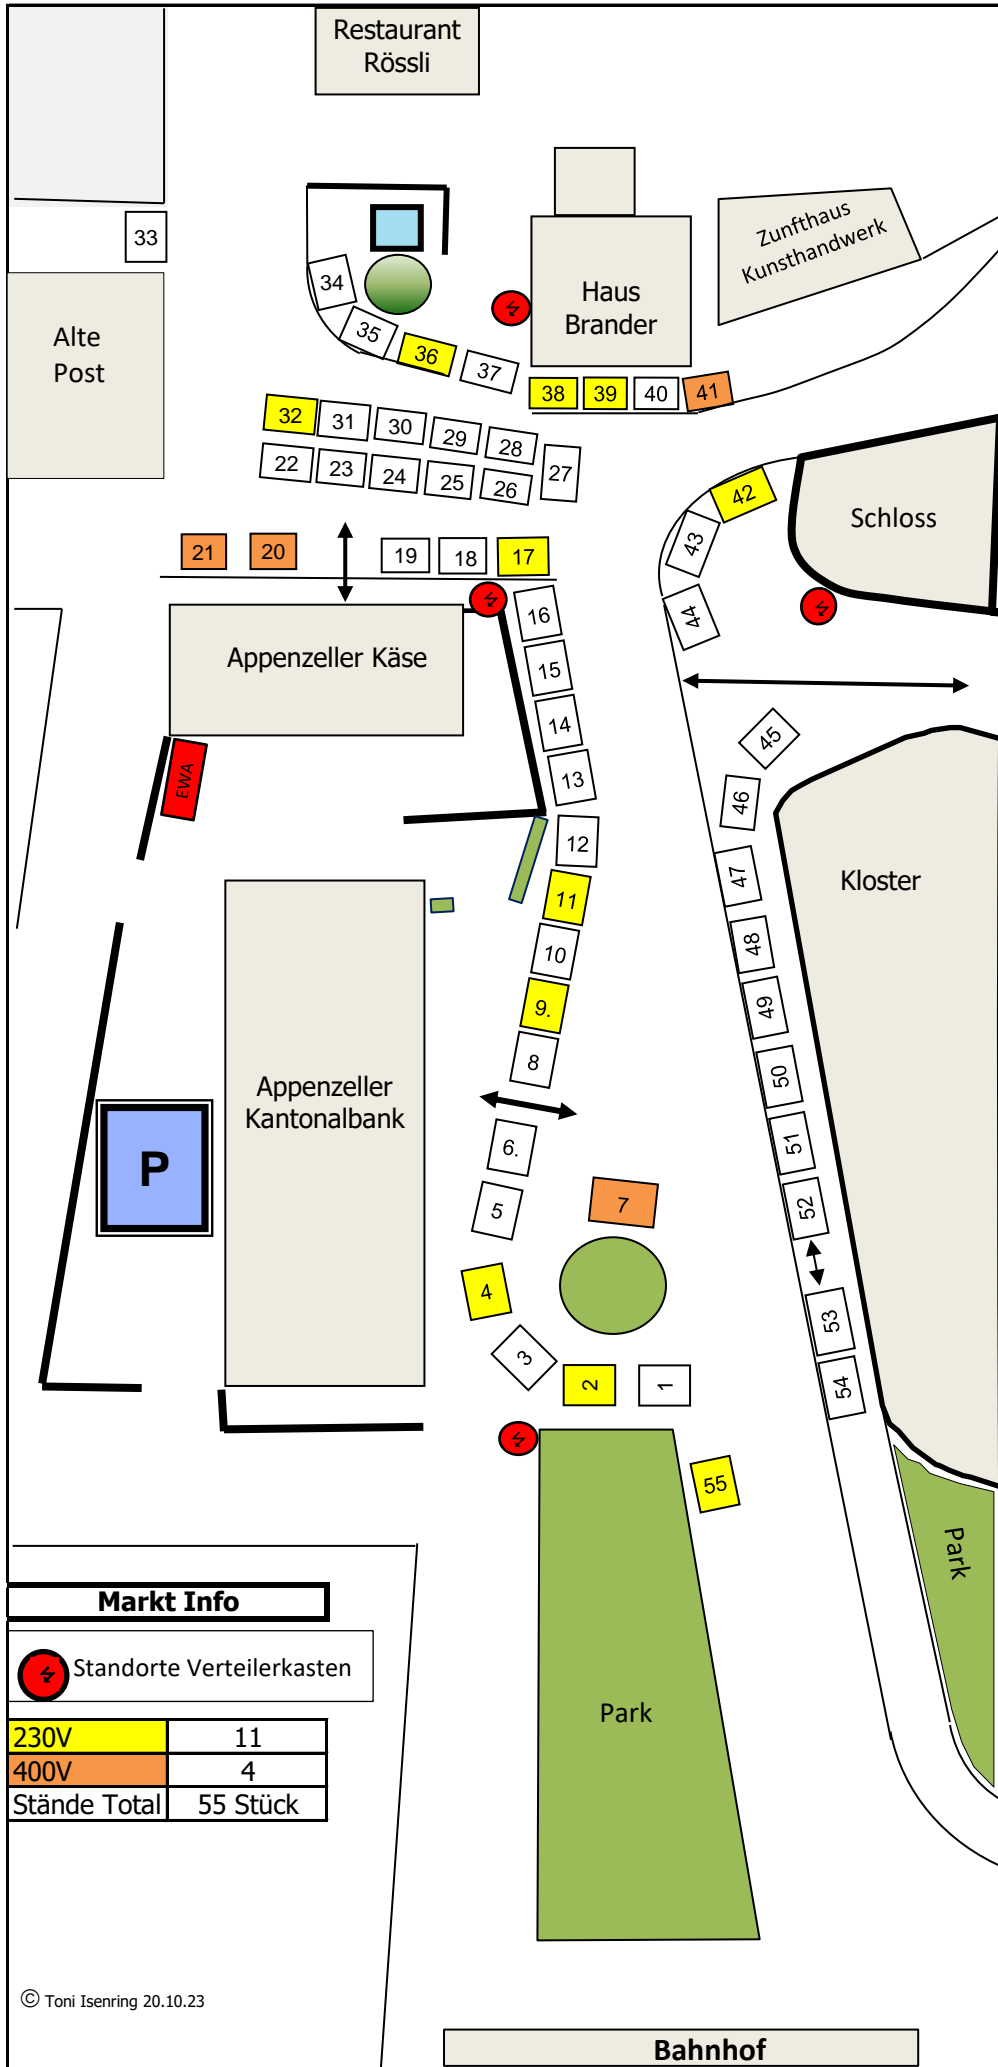 Restaurant
Rössli
Zunfthaus
Kunsthandwerk
33
34
Haus
Brander
Alte
Post
35
36
37
38
39
40
41
32
31
30
29
28
27
22
23
24
25
26
42
Schloss
43
21
20
19
18
17
44
16
Appenzeller Käse
15
14
13
45
EWA
46
12
47
Kloster
11
10
48
9.
49
8
50
Appenzeller
Kantonalbank
6.
51
P
5
7
52
4
53
3
2
1
54
55
Park
Markt Info
Standorte Verteilerkasten
Park
230V 11
400V 4
Stände Total 55 Stück
© Toni Isenring 20.10.23
Bahnhof